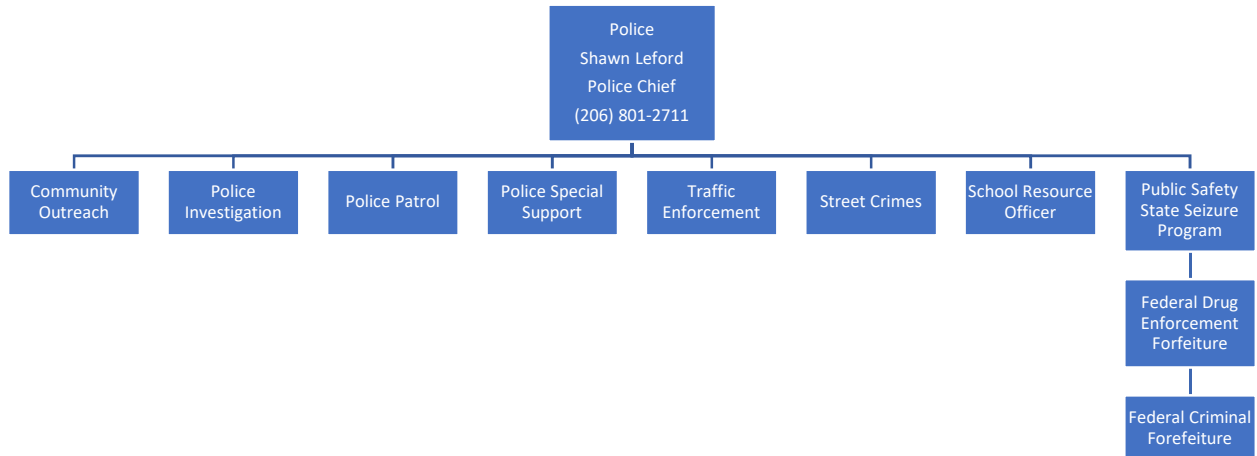 Police
Shawn Leford
Police Chief
(206) 801-2711
Community
Outreach
Police
Investigation
Police Patrol
Police Special
Support
Traffic
Enforcement
Street Crimes
School Resource
Officer
Public Safety
State Seizure
Program
Federal Drug
Enforcement
Forfeiture
Federal Criminal
Forefeiture